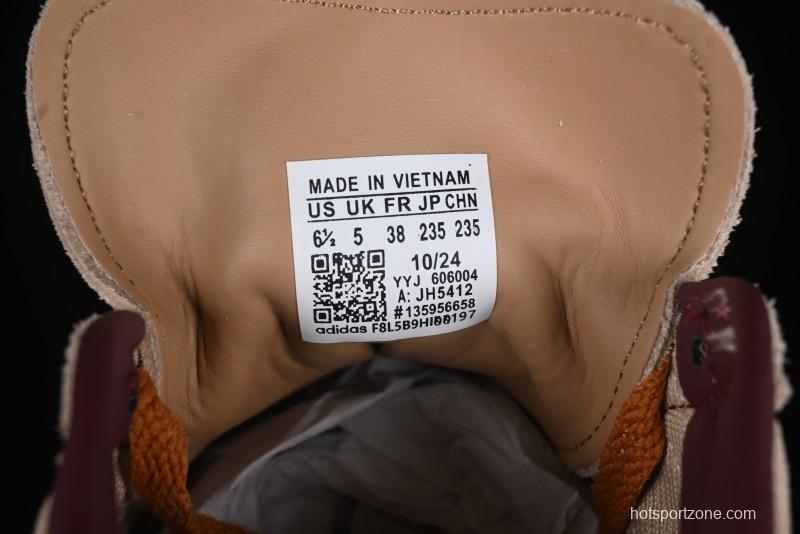 MADE IN VIETNAM
US UK FR JP CHN
6½ 5 38 235 235
10/24
YYJ 606004
A: JH5412
#135956658
adidas
hotsportzone.com